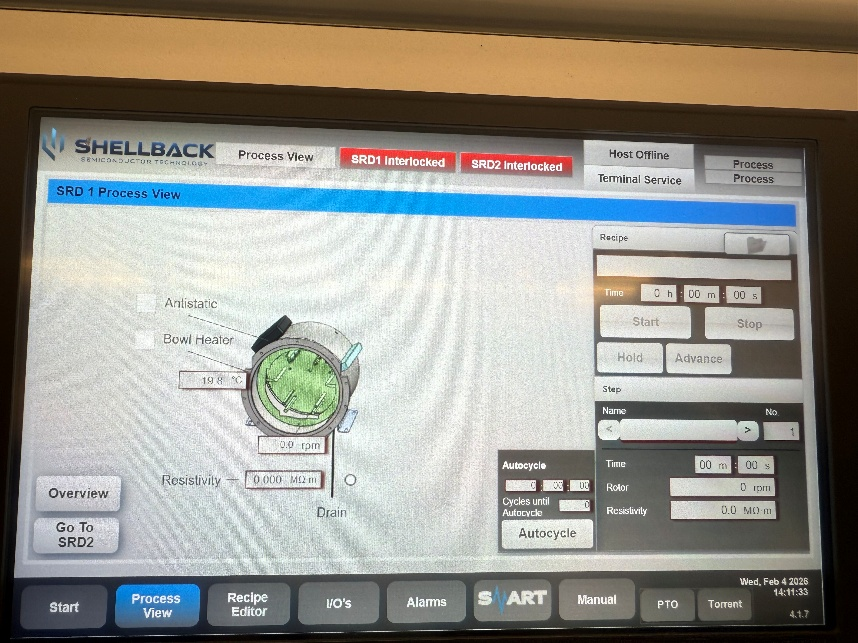 SHELLBACK
SEMICONDUCTOR TECHNOLOGY
Process View
SRD1 Interlocked
SRD2 Interlocked
Host Offline
Terminal Service
Process
Process
SRD 1 Process View
Recipe
Time 0 h : 00 m : 00 s
Start
Stop
Hold
Advance
Step
Name
No.
< > 1
Time 00 m : 00 s
Rotor 0 rpm
Resistivity 0.0 MΩ·m
Antistatic
Bowl Heater
19.8 °C
0.0 rpm
Resistivity 0.000 MΩ·m
Drain
Autocycle
0 : 00 : 00
Cycles until
Autocycle 0
Autocycle
Overview
Go To
SRD2
Start
Process
View
Recipe
Editor
I/O's
Alarms
SMART
Manual
PTO
Torrent
Wed, Feb 4 2026
14:11:33
4.1.7